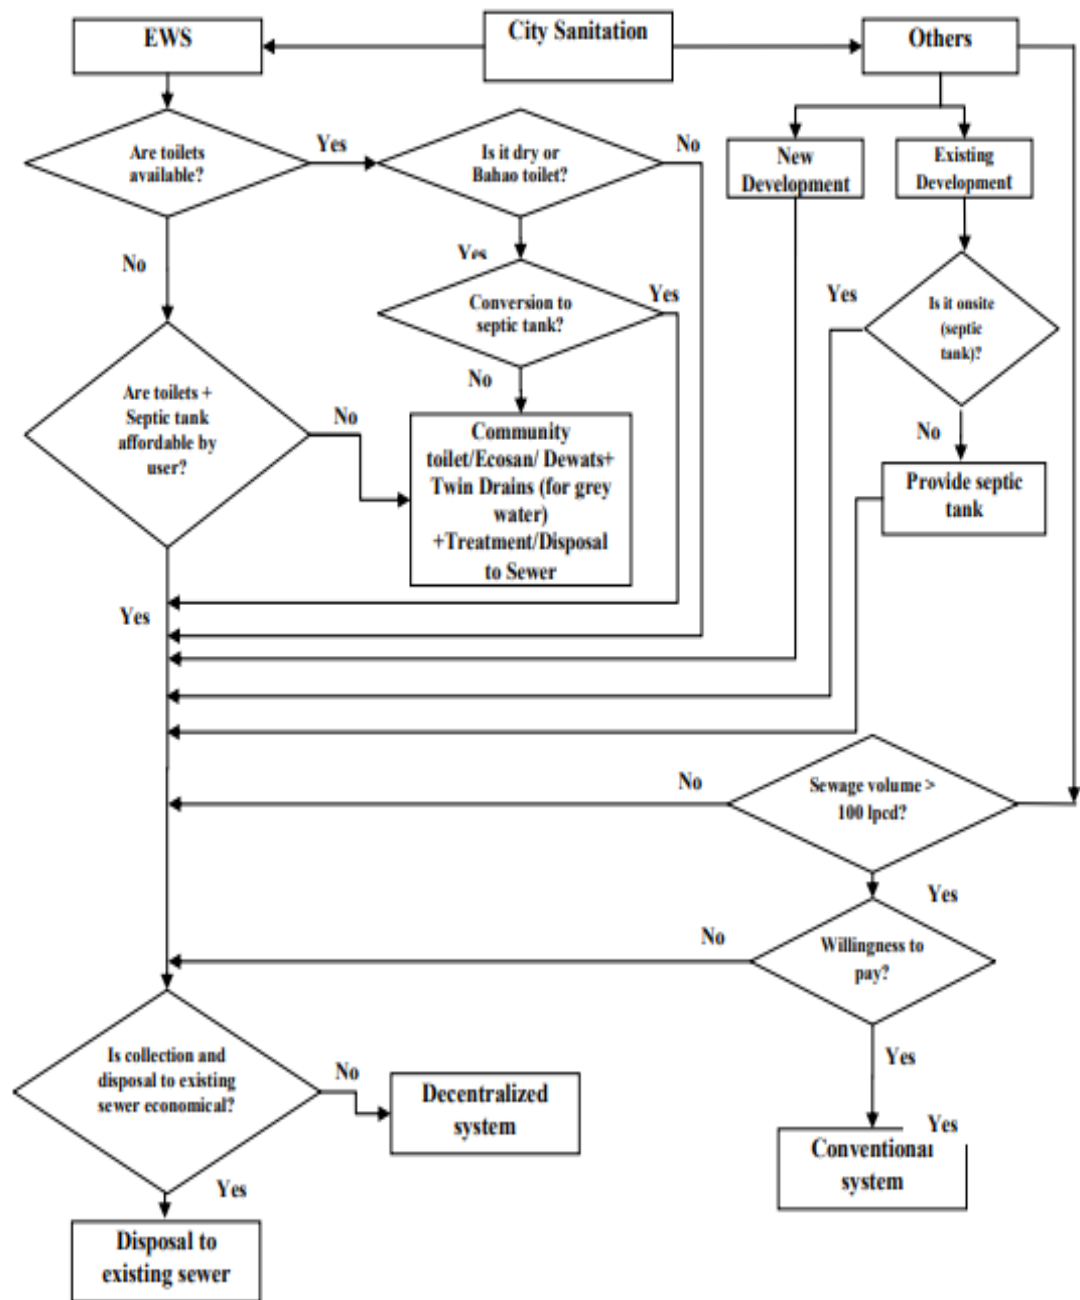 EWS
City Sanitation
Others
Are toilets
available?
Yes
Is it dry or
Bahao toilet?
No
New
Development
Existing
Development
No
Yes
Conversion to
septic tank?
Yes
Yes
Is it onsite
(septic
tank)?
Are toilets +
Septic tank
affordable by
user?
No
No
Community
toilet/Ecosan/ Dewats+
Twin Drains (for grey
water)
+Treatment/Disposal
to Sewer
No
Provide septic
tank
Yes
No
Sewage volume >
100 lpcd?
Yes
No
Willingness to
pay?
Is collection and
disposal to existing
sewer economical?
No
Decentralized
system
Yes
Yes
Conventional
system
Yes
Disposal to
existing sewer